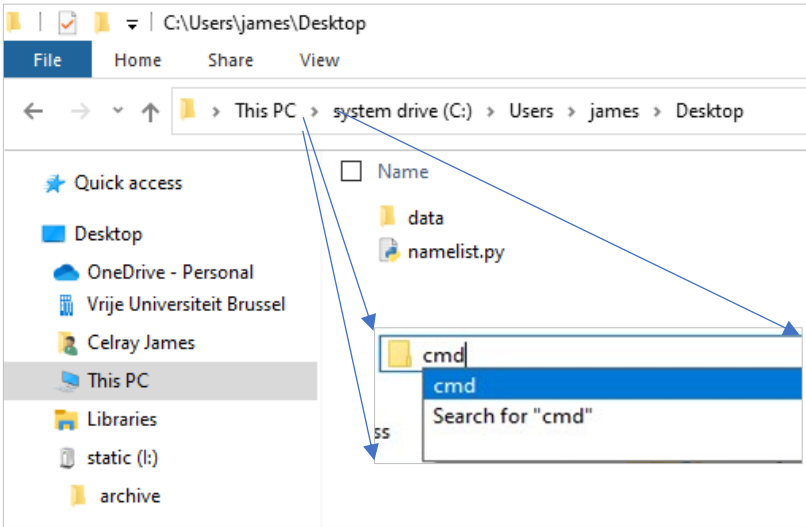 C:\Users\james\Desktop
File Home Share View
This PC > system drive (C:) > Users > james > Desktop
Quick access
Desktop
OneDrive - Personal
Vrije Universiteit Brussel
Celray James
This PC
Libraries
static (I:)
archive
Name
data
namelist.py
cmd
cmd
Search for "cmd"
ss